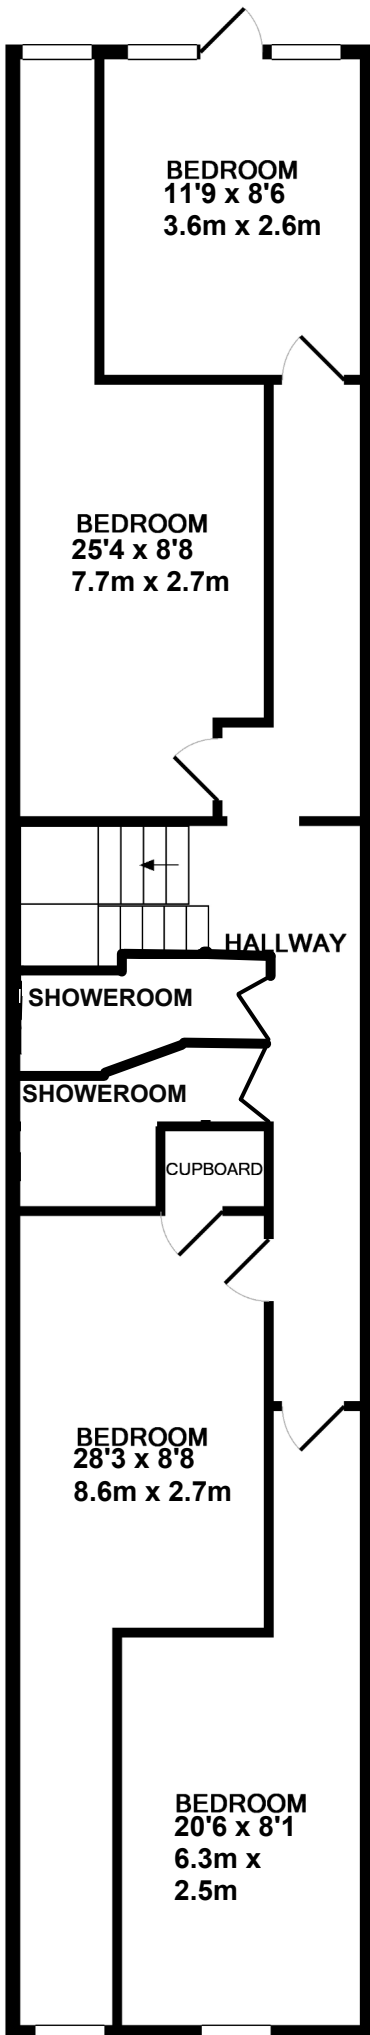 BEDROOM
11'9 x 8'6
3.6m x 2.6m
BEDROOM
25'4 x 8'8
7.7m x 2.7m
HALLWAY
SHOWEROOM
SHOWEROOM
CUPBOARD
BEDROOM
28'3 x 8'8
8.6m x 2.7m
BEDROOM
20'6 x 8'1
6.3m x
2.5m